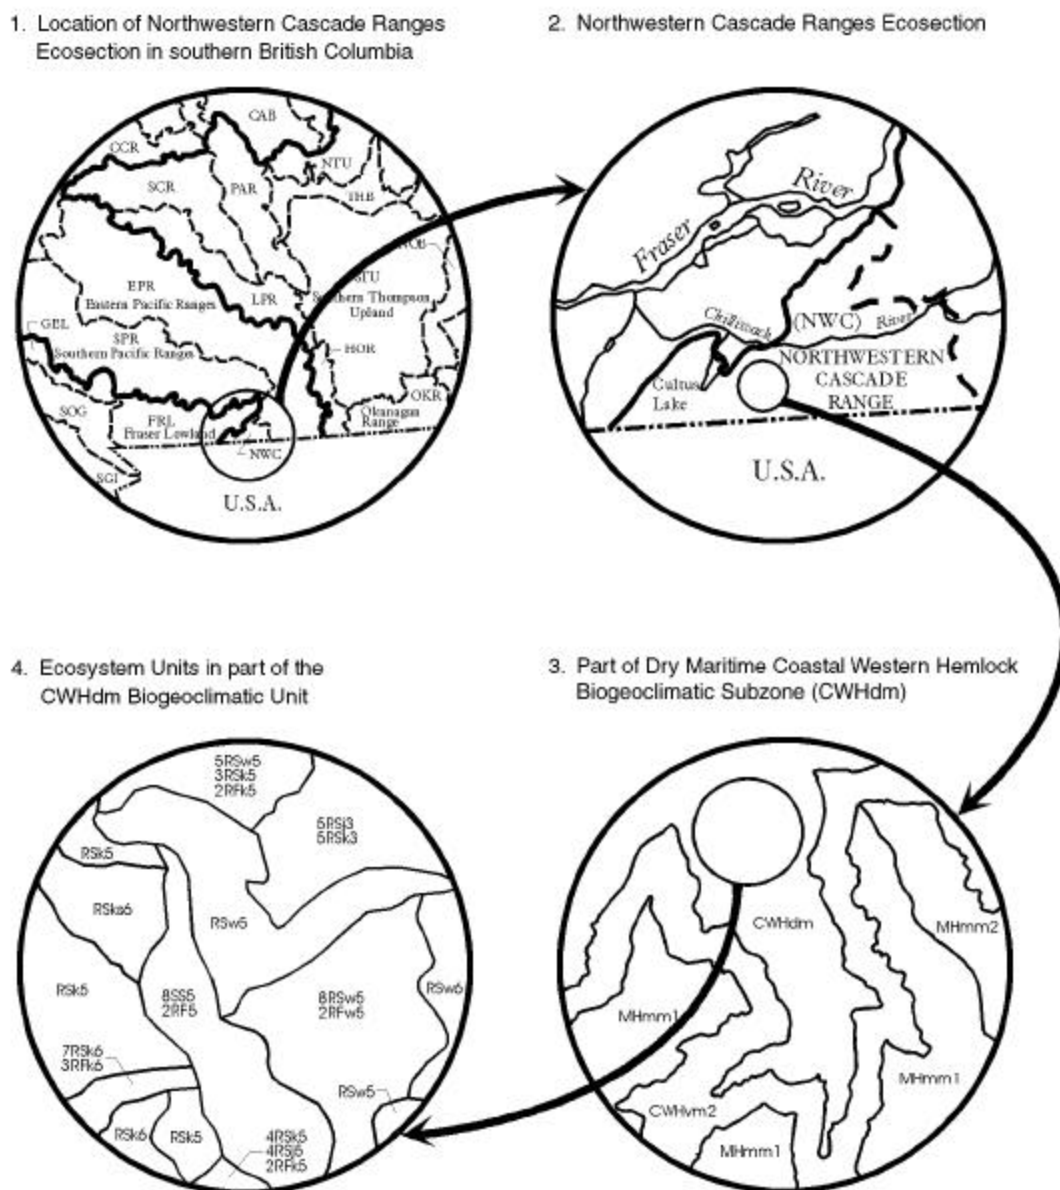 1. Location of Northwestern Cascade Ranges
Ecosection in southern British Columbia
CAB
CCR
NTU
SCR
PAR
THB
NOB
STU
EPR
LPR
Southern Thompson
Eastern Pacific Ranges
Upland
GEL
SPR
HOR
Southern Pacific Ranges
OKR
SOG
FRL
Okanagan
Fraser Lowland
Range
NWC
SGI
U.S.A.
2. Northwestern Cascade Ranges Ecosection
River
Fraser
Chilliwack
(NWC)
River
NORTHWESTERN
CASCADE
RANGE
Cultus
Lake
U.S.A.
4. Ecosystem Units in part of the
CWHdm Biogeoclimatic Unit
5RSw5
3RSk5
2RFk5
5RSj3
5RSk3
RSk5
RSks6
RSw5
RSk5
8SS5
2RF5
8RSw5
2RFw5
RSw6
7RSk6
3RFk6
RSw5
RSk6
RSk5
4RSk5
4RSj5
2RFk5
3. Part of Dry Maritime Coastal Western Hemlock
Biogeoclimatic Subzone (CWHdm)
CWHdm
MHmm2
MHmm1
MHmm1
CWHvm2
MHmm1